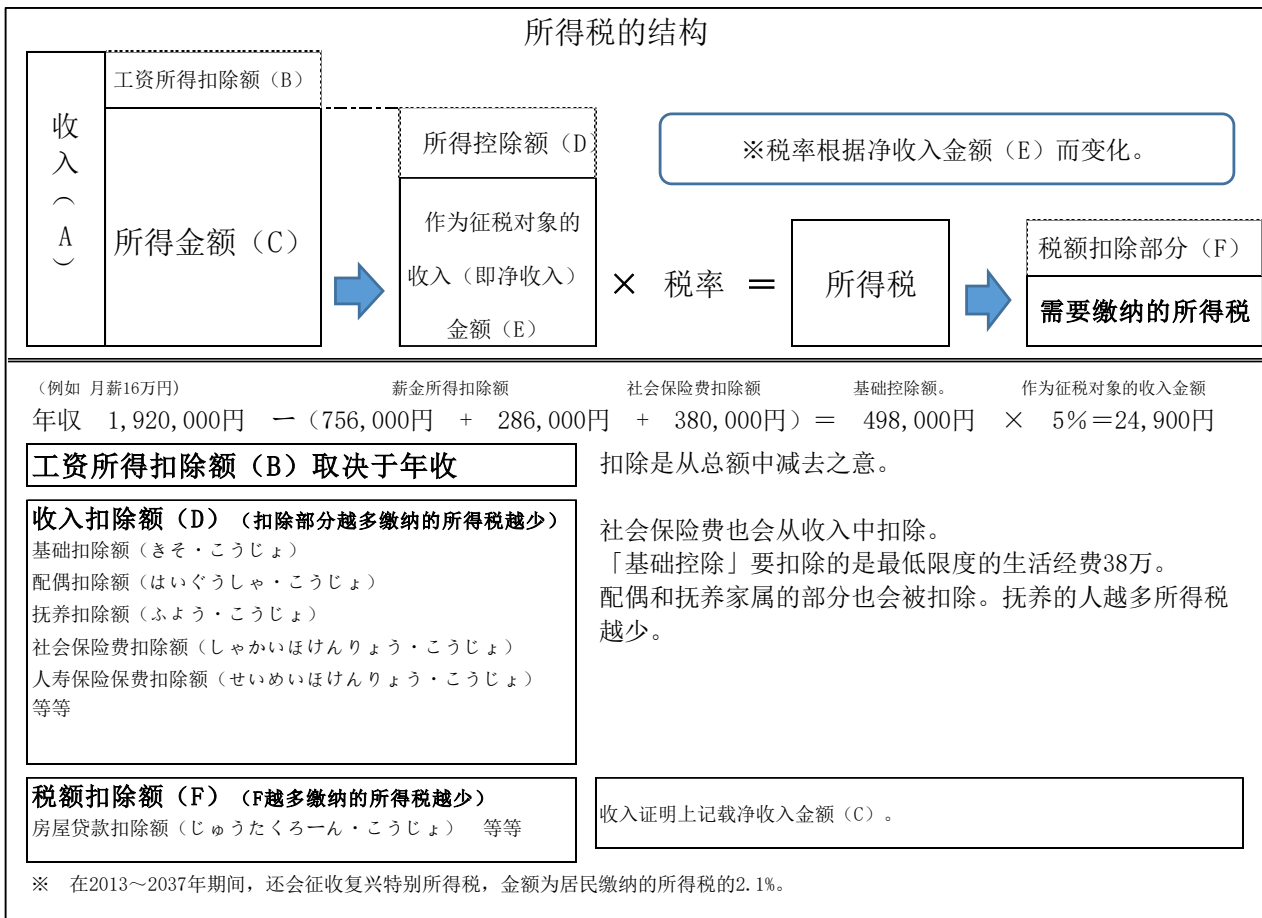 所得税的结构
工资所得扣除额（B）
收入（A）
所得金额（C）
所得控除额（D）
作为征税对象的
收入（即净收入）
金额（E）
※税率根据净收入金额（E）而变化。
× 税率 ＝
所得税
税额扣除部分（F）
需要缴纳的所得税
（例如 月薪16万円） 薪金所得扣除额 社会保险费扣除额 基础控除额。 作为征税对象的收入金额
年収 1,920,000円 －（756,000円 + 286,000円 + 380,000円）＝ 498,000円 × 5%＝24,900円
工资所得扣除额（B）取决于年收
扣除是从总额中减去之意。
收入扣除额（D）（扣除部分越多缴纳的所得税越少）
基础扣除额（きそ・こうじょ）
配偶扣除额（はいぐうしゃ・こうじょ）
抚养扣除额（ふよう・こうじょ）
社会保险费扣除额（しゃかいほけんりょう・こうじょ）
人寿保险保费扣除额（せいめいほけんりょう・こうじょ）
等等
社会保险费也会从收入中扣除。
「基础控除」要扣除的是最低限度的生活经费38万。
配偶和抚养家属的部分也会被扣除。抚养的人越多所得税
越少。
税额扣除额（F）（F越多缴纳的所得税越少）
房屋贷款扣除额（じゅうたくろーん・こうじょ） 等等
收入证明上记载净收入金额（C）。
※ 在2013～2037年期间，还会征收复兴特别所得税，金额为居民缴纳的所得税的2.1%。